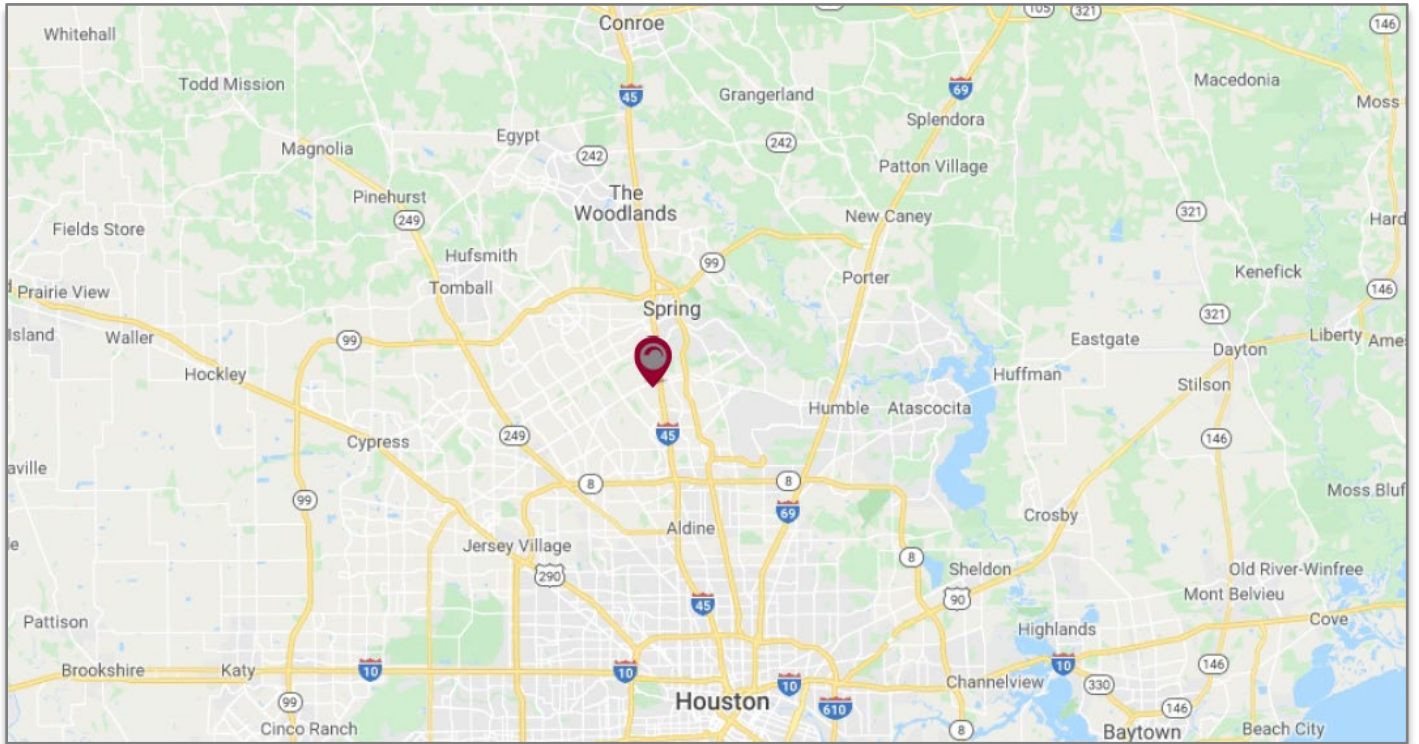 105
321
146
Conroe
Whitehall
Todd Mission
45
Grangerland
69
Macedonia
Moss
Splendora
Egypt
Magnolia
242
242
Patton Village
Pinehurst
The
Woodlands
249
New Caney
321
Hard
Fields Store
Hufsmith
99
Kenefick
Porter
Tomball
146
Prairie View
Spring
321
Island
Waller
99
Eastgate
Liberty
Ame
Dayton
Hockley
Huffman
Stilson
Humble
Atascocita
249
45
Cypress
146
aville
8
8
99
Moss Bluf
69
Crosby
Aldine
Jersey Village
8
290
Sheldon
Old River-Winfree
90
Mont Belvieu
45
Pattison
Highlands
Cove
Brookshire
Katy
10
10
10
146
10
Channelview
330
99
Houston
610
146
Cinco Ranch
8
Baytown
Beach City